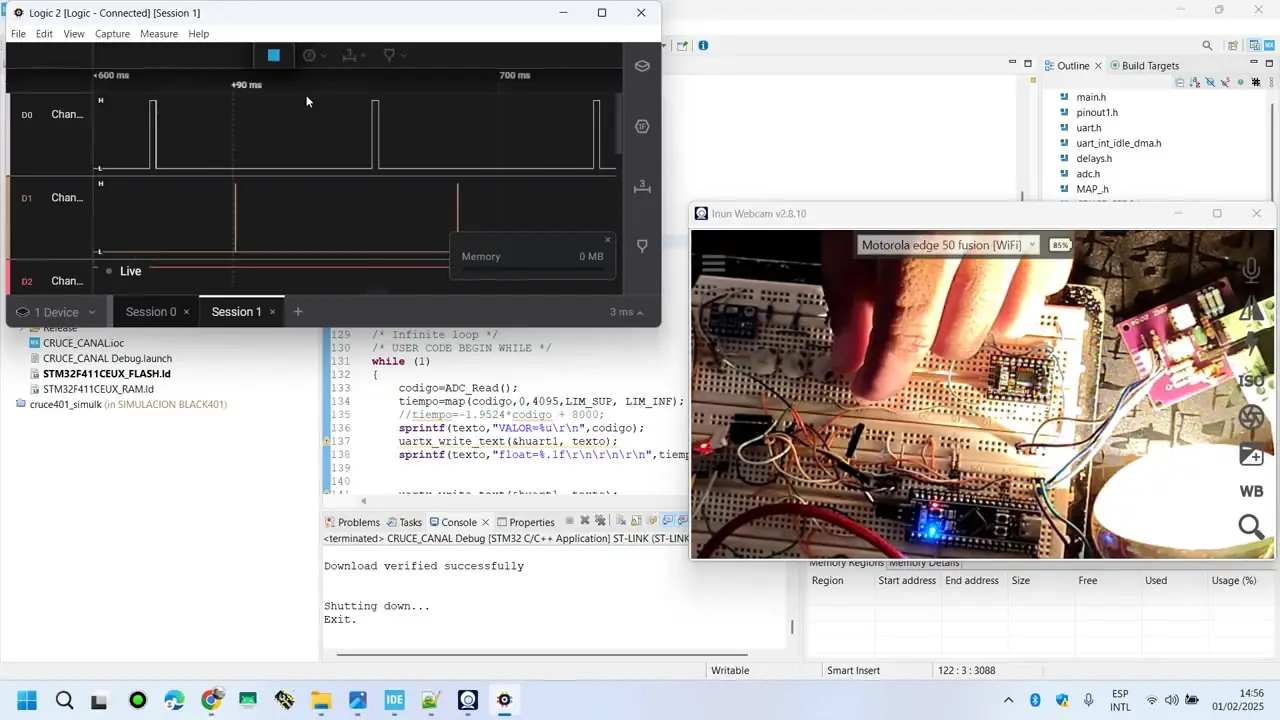 Logic 2 [Logic - Connected] [Session 1]
File Edit View Capture Measure Help
600 ms
700 ms
+90 ms
H
D0 Chan...
L
H
D1 Chan...
L
Memory 0 MB
Live
D2 Chan...
1 Device
Session 0
Session 1
3 ms
Outline
Build Targets
main.h
pinout1.h
uart.h
uart_int_idle_dma.h
delays.h
adc.h
MAP_.h
Iriun Webcam v2.8.10
Motorola edge 50 fusion [WiFi]
85%
ISO
WB
Release
CRUCE_CANAL.ioc
CRUCE_CANAL Debug.launch
STM32F411CEUX_FLASH.ld
STM32F411CEUX_RAM.ld
cruce401_simulk (in SIMULACION BLACK401)
129 /* Infinite loop */
130 /* USER CODE BEGIN WHILE */
131 while (1)
132 {
133 codigo=ADC_Read();
134 tiempo=map(codigo,0,4095,LIM_SUP, LIM_INF);
135 //tiempo=-1.9524*codigo + 8000;
136 sprintf(texto,"VALOR=%u\r\n",codigo);
137 uartx_write_text(&huart1, texto);
138 sprintf(texto,"float=%.1f\r\n\r\n\r\n",tiemp
139
140
141 uartx_write_text(&huart1, texto);
Problems Tasks Console Properties
<terminated> CRUCE_CANAL Debug [STM32 C/C++ Application] ST-LINK (ST-LINK
Download verified successfully
Shutting down...
Exit.
Memory Regions Memory Details
Region Start address End address Size Free Used Usage (%)
Writable
Smart Insert
122 : 3 : 3088
IDE
ESP
INTL
14:56
01/02/2025